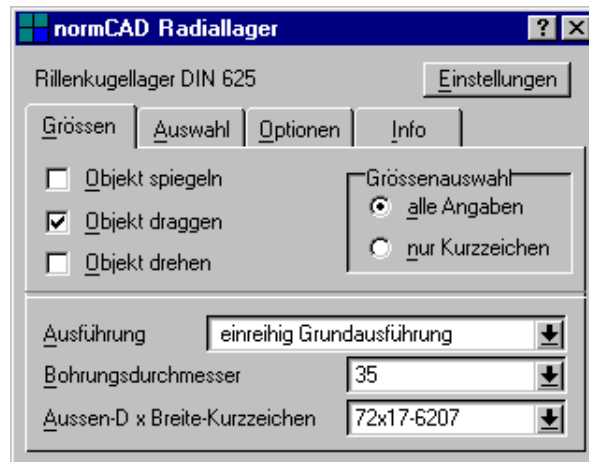 normCAD Radiallager
Rillenkugellager DIN 625
Einstellungen
Grössen Auswahl Optionen Info
Objekt spiegeln
Objekt draggen
Objekt drehen
Grössenauswahl
alle Angaben
nur Kurzzeichen
Ausführung einreihig Grundausführung
Bohrungsdurchmesser 35
Aussen-D x Breite-Kurzzeichen 72x17-6207